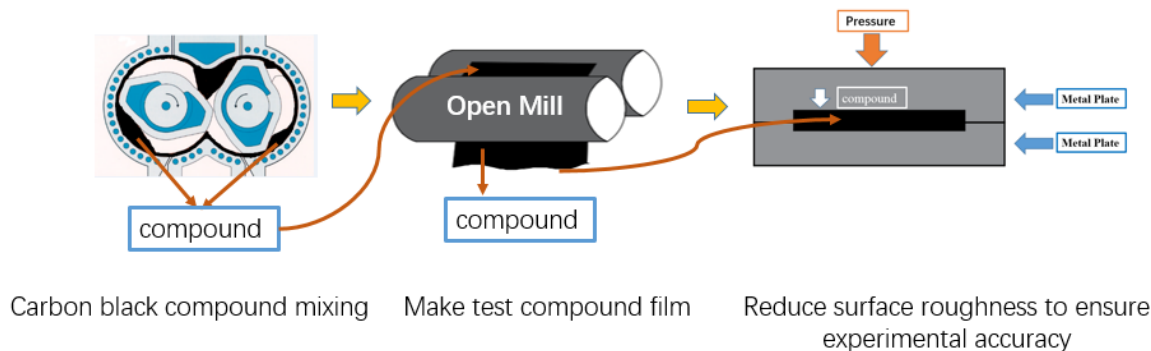 Pressure
compound
Metal Plate
Open Mill
Metal Plate
compound
compound
Carbon black compound mixing
Make test compound film
Reduce surface roughness to ensure
experimental accuracy